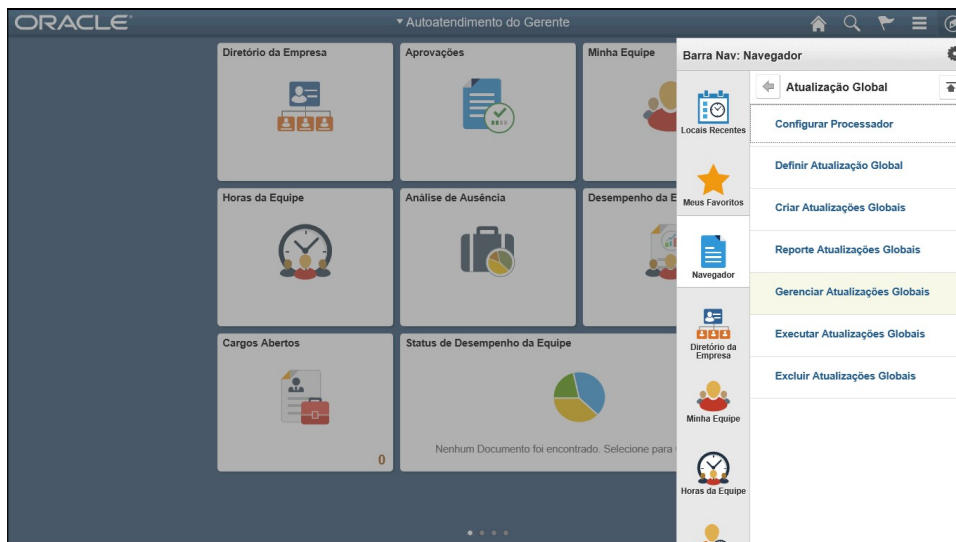 ORACLE
Autoatendimento do Gerente
Diretório da Empresa
Aprovações
Minha Equipe
Horas da Equipe
Análise de Ausência
Desempenho da E
Cargos Abertos
0
Status de Desempenho da Equipe
Nenhum Documento foi encontrado. Selecione para
Barra Nav: Navegador
Locais Recentes
Meus Favoritos
Navegador
Diretório da
Empresa
Minha Equipe
Horas da Equipe
Atualização Global
Configurar Processador
Definir Atualização Global
Criar Atualizações Globais
Reporte Atualizações Globais
Gerenciar Atualizações Globais
Executar Atualizações Globais
Excluir Atualizações Globais